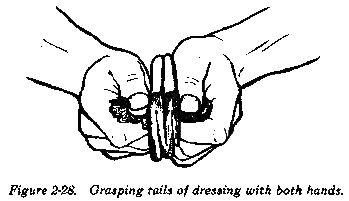 Figure 2-28. Grasping tails of dressing with both hands.